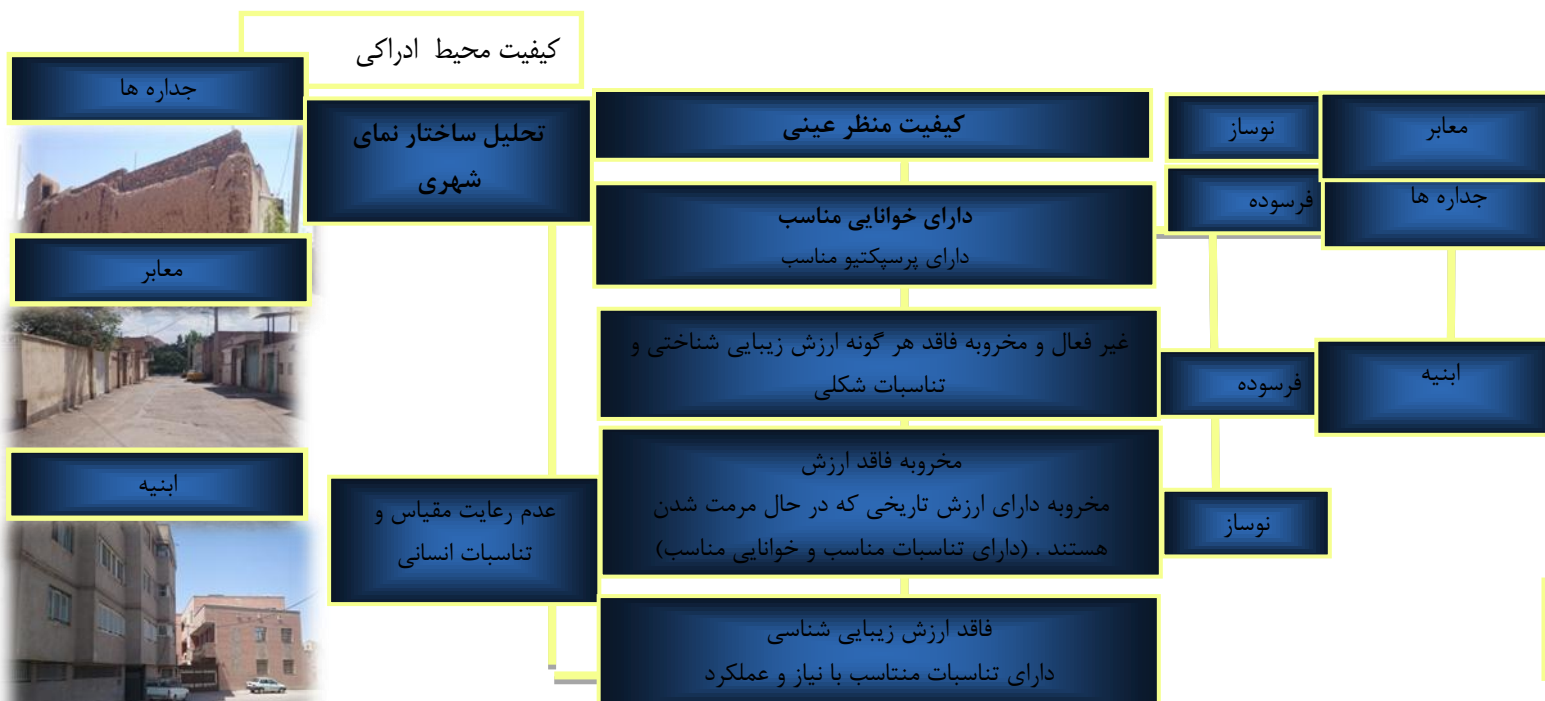 کیفیت محیط ادراکی
معابر
نوساز
کیفیت منظر عینی
تحلیل ساختار نمای
شهری
جداره ها
جداره ها
فرسوده
دارای خوانایی مناسب
دارای پرسپکتیو مناسب
معابر
ابنیه
فرسوده
غیر فعال و مخروبه فاقد هر گونه ارزش زیبایی شناختی و
تناسبات شکلی
نوساز
مخروبه فاقد ارزش
مخروبه دارای ارزش تاریخی که در حال مرمت شدن
هستند . (دارای تناسبات مناسب و خوانایی مناسب)
عدم رعایت مقیاس و
تناسبات انسانی
ابنیه
فاقد ارزش زیبایی شناسی
دارای تناسبات منتاسب با نیاز و عملکرد